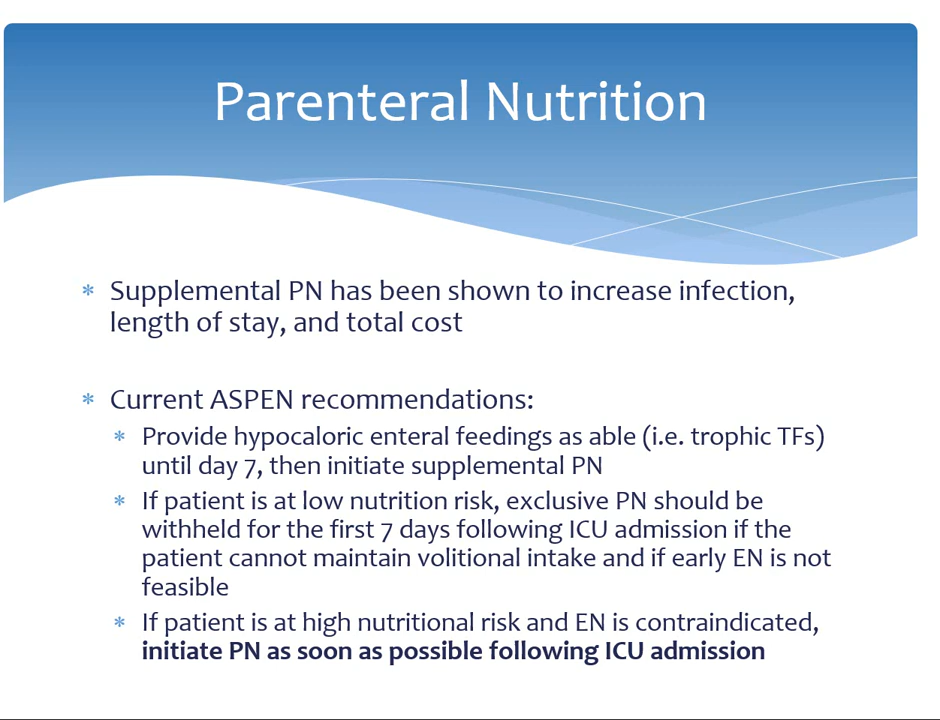 Parenteral Nutrition
* Supplemental PN has been shown to increase infection,
length of stay, and total cost
* Current ASPEN recommendations:
* Provide hypocaloric enteral feedings as able (i.e. trophic TFs)
until day 7, then initiate supplemental PN
* If patient is at low nutrition risk, exclusive PN should be
withheld for the first 7 days following ICU admission if the
patient cannot maintain volitional intake and if early EN is not
feasible
* If patient is at high nutritional risk and EN is contraindicated,
initiate PN as soon as possible following ICU admission